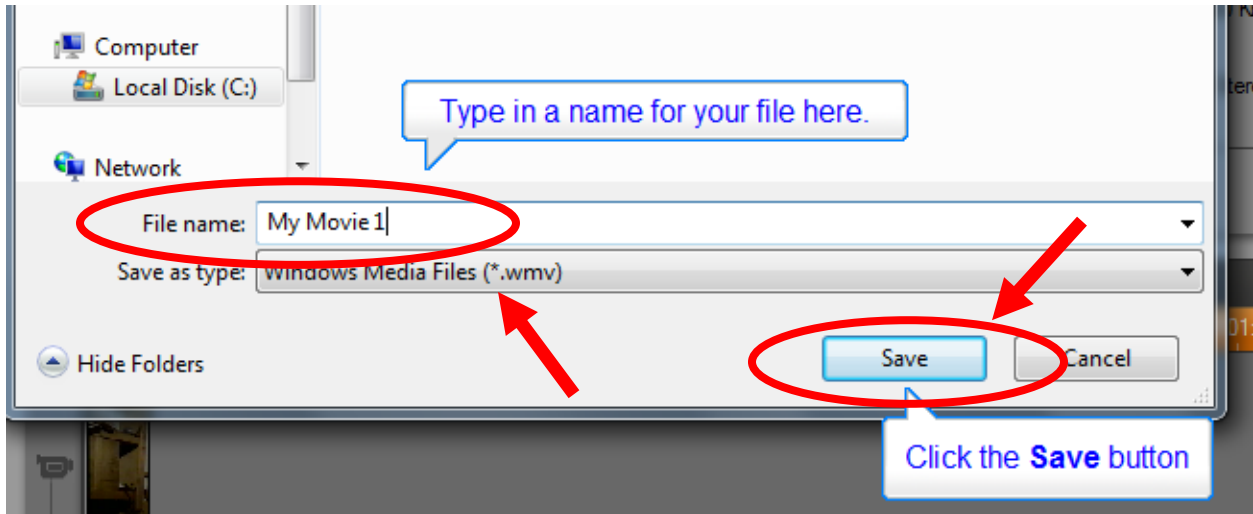 Computer
Local Disk (C:)
Type in a name for your file here.
Network
File name: My Movie 1
Save as type: Windows Media Files (*.wmv)
Hide Folders
Save Cancel
Click the Save button